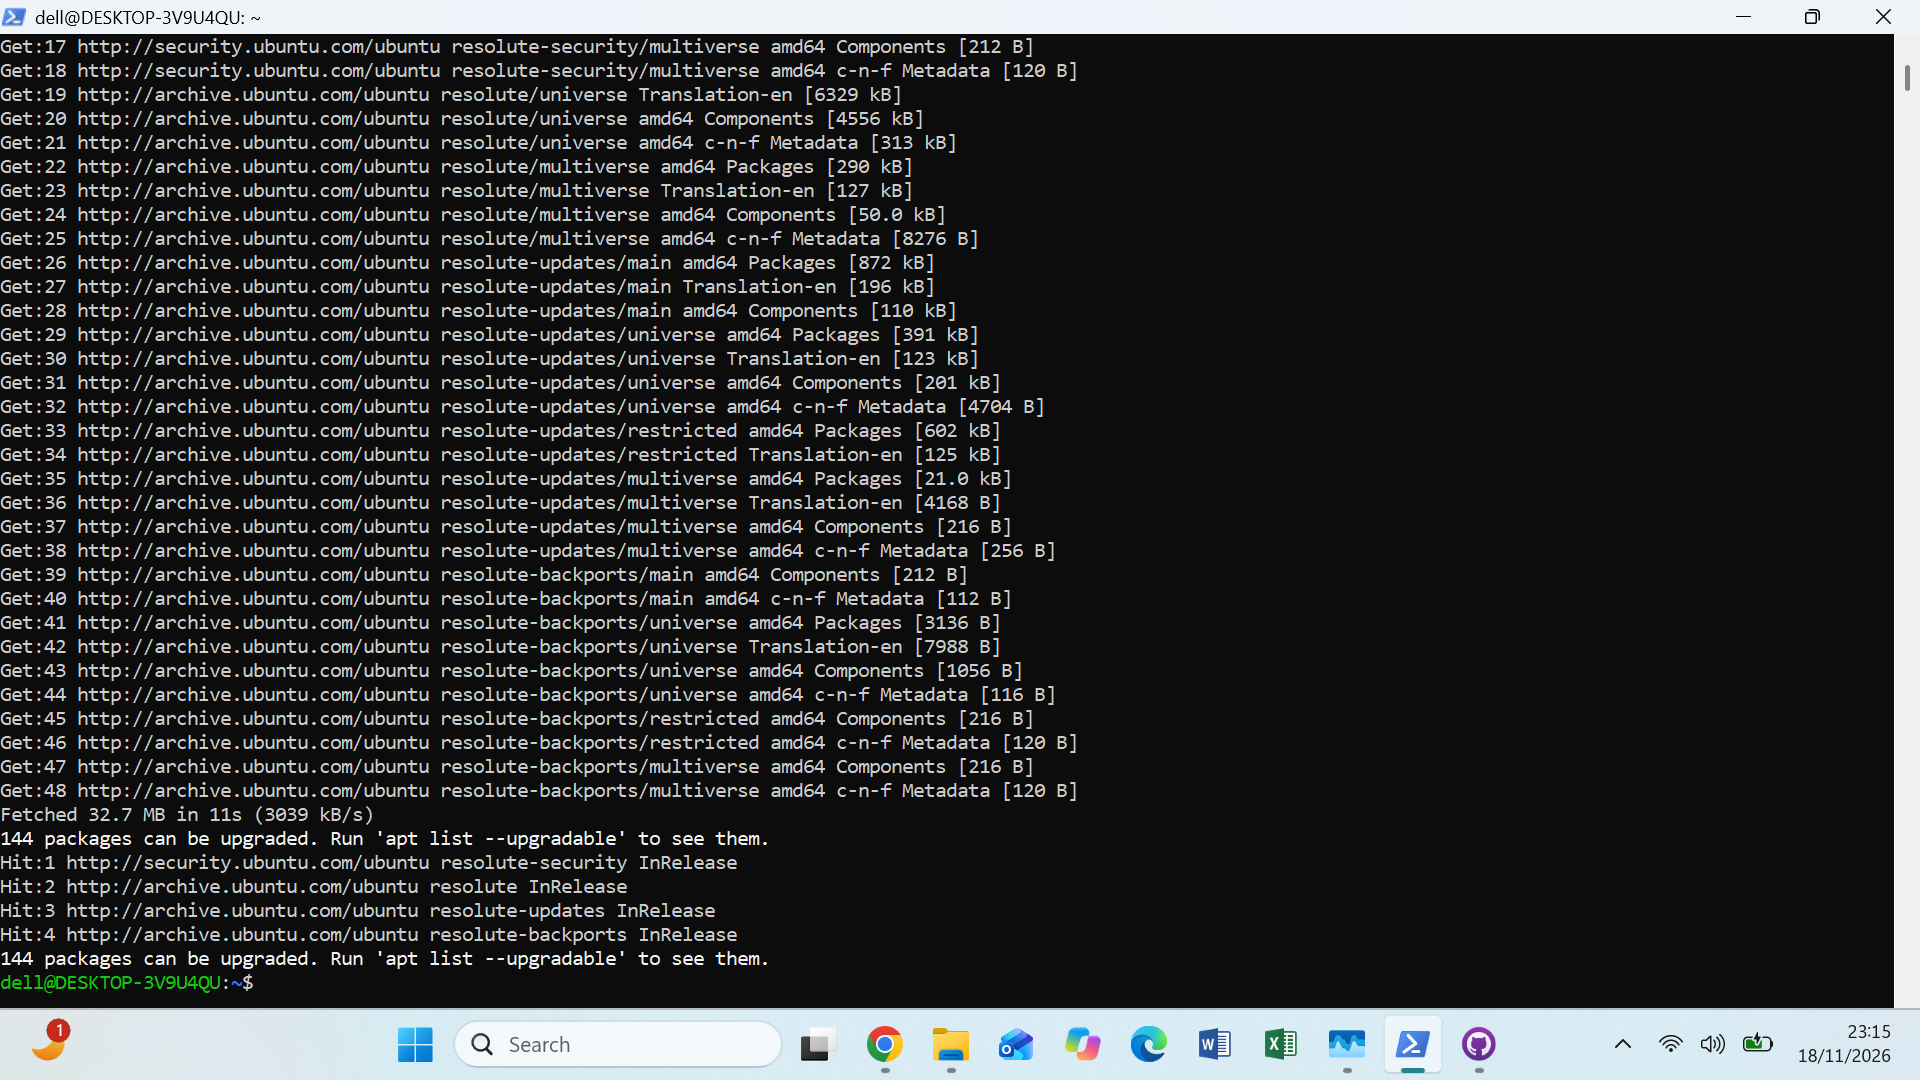 dell@DESKTOP-3V9U4QU: ~
Get:17 http://security.ubuntu.com/ubuntu resolute-security/multiverse amd64 Components [212 B]
Get:18 http://security.ubuntu.com/ubuntu resolute-security/multiverse amd64 c-n-f Metadata [120 B]
Get:19 http://archive.ubuntu.com/ubuntu resolute/universe Translation-en [6329 kB]
Get:20 http://archive.ubuntu.com/ubuntu resolute/universe amd64 Components [4556 kB]
Get:21 http://archive.ubuntu.com/ubuntu resolute/universe amd64 c-n-f Metadata [313 kB]
Get:22 http://archive.ubuntu.com/ubuntu resolute/multiverse amd64 Packages [290 kB]
Get:23 http://archive.ubuntu.com/ubuntu resolute/multiverse Translation-en [127 kB]
Get:24 http://archive.ubuntu.com/ubuntu resolute/multiverse amd64 Components [50.0 kB]
Get:25 http://archive.ubuntu.com/ubuntu resolute/multiverse amd64 c-n-f Metadata [8276 B]
Get:26 http://archive.ubuntu.com/ubuntu resolute-updates/main amd64 Packages [872 kB]
Get:27 http://archive.ubuntu.com/ubuntu resolute-updates/main Translation-en [196 kB]
Get:28 http://archive.ubuntu.com/ubuntu resolute-updates/main amd64 Components [110 kB]
Get:29 http://archive.ubuntu.com/ubuntu resolute-updates/universe amd64 Packages [391 kB]
Get:30 http://archive.ubuntu.com/ubuntu resolute-updates/universe Translation-en [123 kB]
Get:31 http://archive.ubuntu.com/ubuntu resolute-updates/universe amd64 Components [201 kB]
Get:32 http://archive.ubuntu.com/ubuntu resolute-updates/universe amd64 c-n-f Metadata [4704 B]
Get:33 http://archive.ubuntu.com/ubuntu resolute-updates/restricted amd64 Packages [602 kB]
Get:34 http://archive.ubuntu.com/ubuntu resolute-updates/restricted Translation-en [125 kB]
Get:35 http://archive.ubuntu.com/ubuntu resolute-updates/multiverse amd64 Packages [21.0 kB]
Get:36 http://archive.ubuntu.com/ubuntu resolute-updates/multiverse Translation-en [4168 B]
Get:37 http://archive.ubuntu.com/ubuntu resolute-updates/multiverse amd64 Components [216 B]
Get:38 http://archive.ubuntu.com/ubuntu resolute-updates/multiverse amd64 c-n-f Metadata [256 B]
Get:39 http://archive.ubuntu.com/ubuntu resolute-backports/main amd64 Components [212 B]
Get:40 http://archive.ubuntu.com/ubuntu resolute-backports/main amd64 c-n-f Metadata [112 B]
Get:41 http://archive.ubuntu.com/ubuntu resolute-backports/universe amd64 Packages [3136 B]
Get:42 http://archive.ubuntu.com/ubuntu resolute-backports/universe Translation-en [7988 B]
Get:43 http://archive.ubuntu.com/ubuntu resolute-backports/universe amd64 Components [1056 B]
Get:44 http://archive.ubuntu.com/ubuntu resolute-backports/universe amd64 c-n-f Metadata [116 B]
Get:45 http://archive.ubuntu.com/ubuntu resolute-backports/restricted amd64 Components [216 B]
Get:46 http://archive.ubuntu.com/ubuntu resolute-backports/restricted amd64 c-n-f Metadata [120 B]
Get:47 http://archive.ubuntu.com/ubuntu resolute-backports/multiverse amd64 Components [216 B]
Get:48 http://archive.ubuntu.com/ubuntu resolute-backports/multiverse amd64 c-n-f Metadata [120 B]
Fetched 32.7 MB in 11s (3039 kB/s)
144 packages can be upgraded. Run 'apt list --upgradable' to see them.
Hit:1 http://security.ubuntu.com/ubuntu resolute-security InRelease
Hit:2 http://archive.ubuntu.com/ubuntu resolute InRelease
Hit:3 http://archive.ubuntu.com/ubuntu resolute-updates InRelease
Hit:4 http://archive.ubuntu.com/ubuntu resolute-backports InRelease
144 packages can be upgraded. Run 'apt list --upgradable' to see them.
dell@DESKTOP-3V9U4QU:~$
1
Search
23:15
18/11/2026